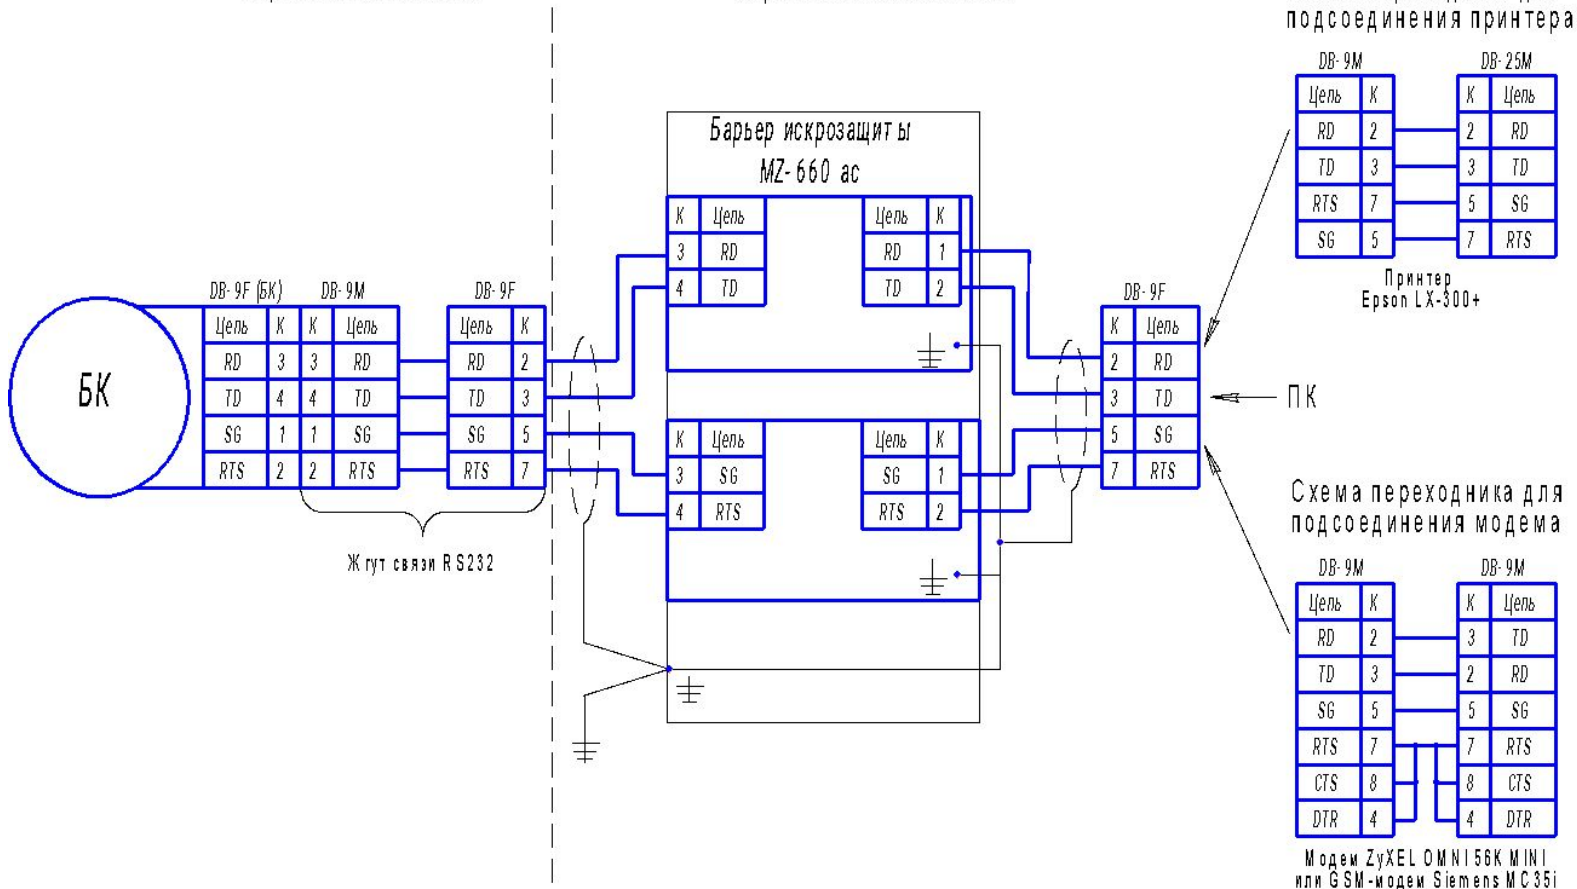 подсоединения принтера
DB-9M DB-25M
Цепь К К Цепь
RD 2 2 RD
TD 3 3 TD
RTS 7 5 SG
SG 5 7 RTS
Принтер
Epson LX-300+
Барьер искрозащиты
MZ-660 ас
К Цепь Цепь К
3 RD RD 1
4 TD TD 2
К Цепь Цепь К
3 SG SG 1
4 RTS RTS 2
БК
DB-9F (БК) DB-9M DB-9F
Цепь К К Цепь Цепь К
RD 3 3 RD RD 2
TD 4 4 TD TD 3
SG 1 1 SG SG 5
RTS 2 2 RTS RTS 7
Жгут связи RS232
DB-9F
К Цепь
2 RD
3 TD
5 SG
7 RTS
ПК
Схема переходника для
подсоединения модема
DB-9M DB-9M
Цепь К К Цепь
RD 2 3 TD
TD 3 2 RD
SG 5 5 SG
RTS 7 7 RTS
CTS 8 8 CTS
DTR 4 4 DTR
Модем ZyXEL OMNI 56K MINI
или GSM-модем Siemens MC35i